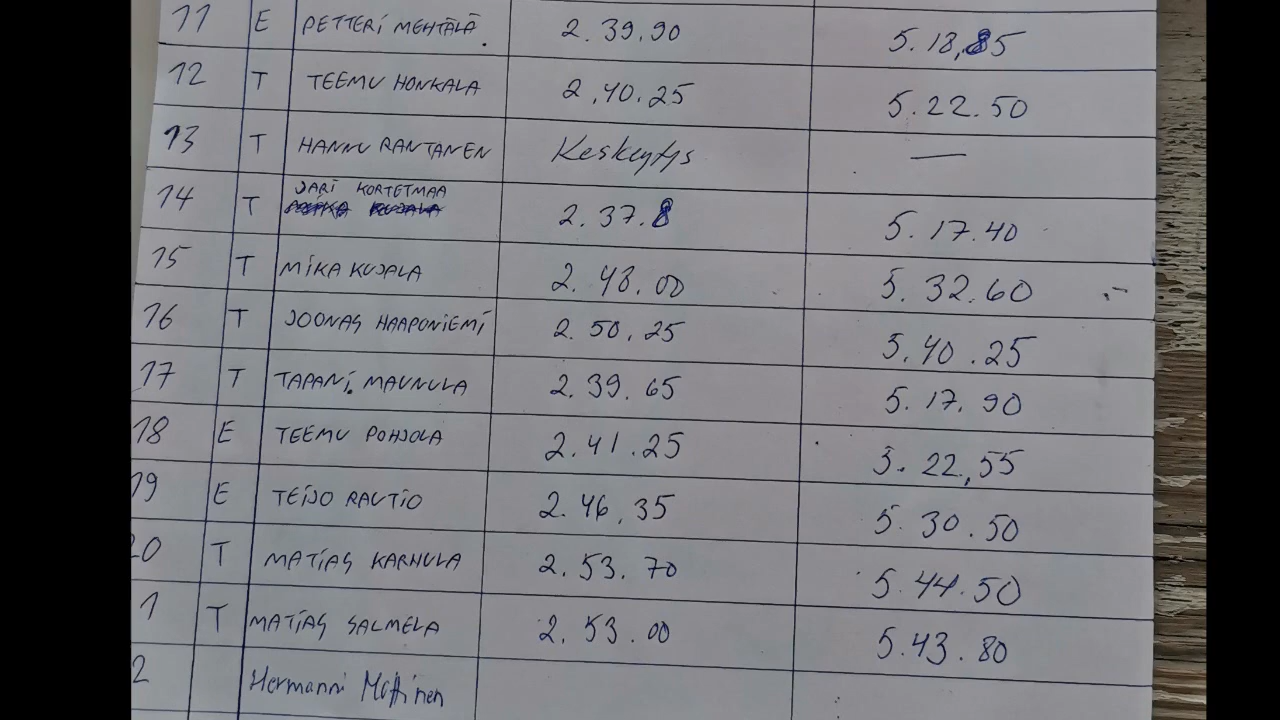 11 E PETTERI MEHTÄLÄ 2.39.90 5.18,85
12 T TEEMU HONKALA 2,40.25 5.22.50
13 T HANNU RANTANEN Keskeytys —
14 T JARI KORTETMAA 2.37.8 5.17.40
15 T MIKA KUJALA 2.48.00 5.32.60
16 T JOONAS HAAPONIEMI 2.50,25 5.40.25
17 T TAPANI MAUNULA 2.39.65 5.17.90
18 E TEEMU POHJOLA 2.41.25 5.22,55
19 E TEIJO RAUTIO 2.46,35 5.30.50
20 T MATIAS KARHULA 2.53.70 5.44.50
1 T MATIAS SALMELA 2.53.00 5.43.80
2 Hermanni